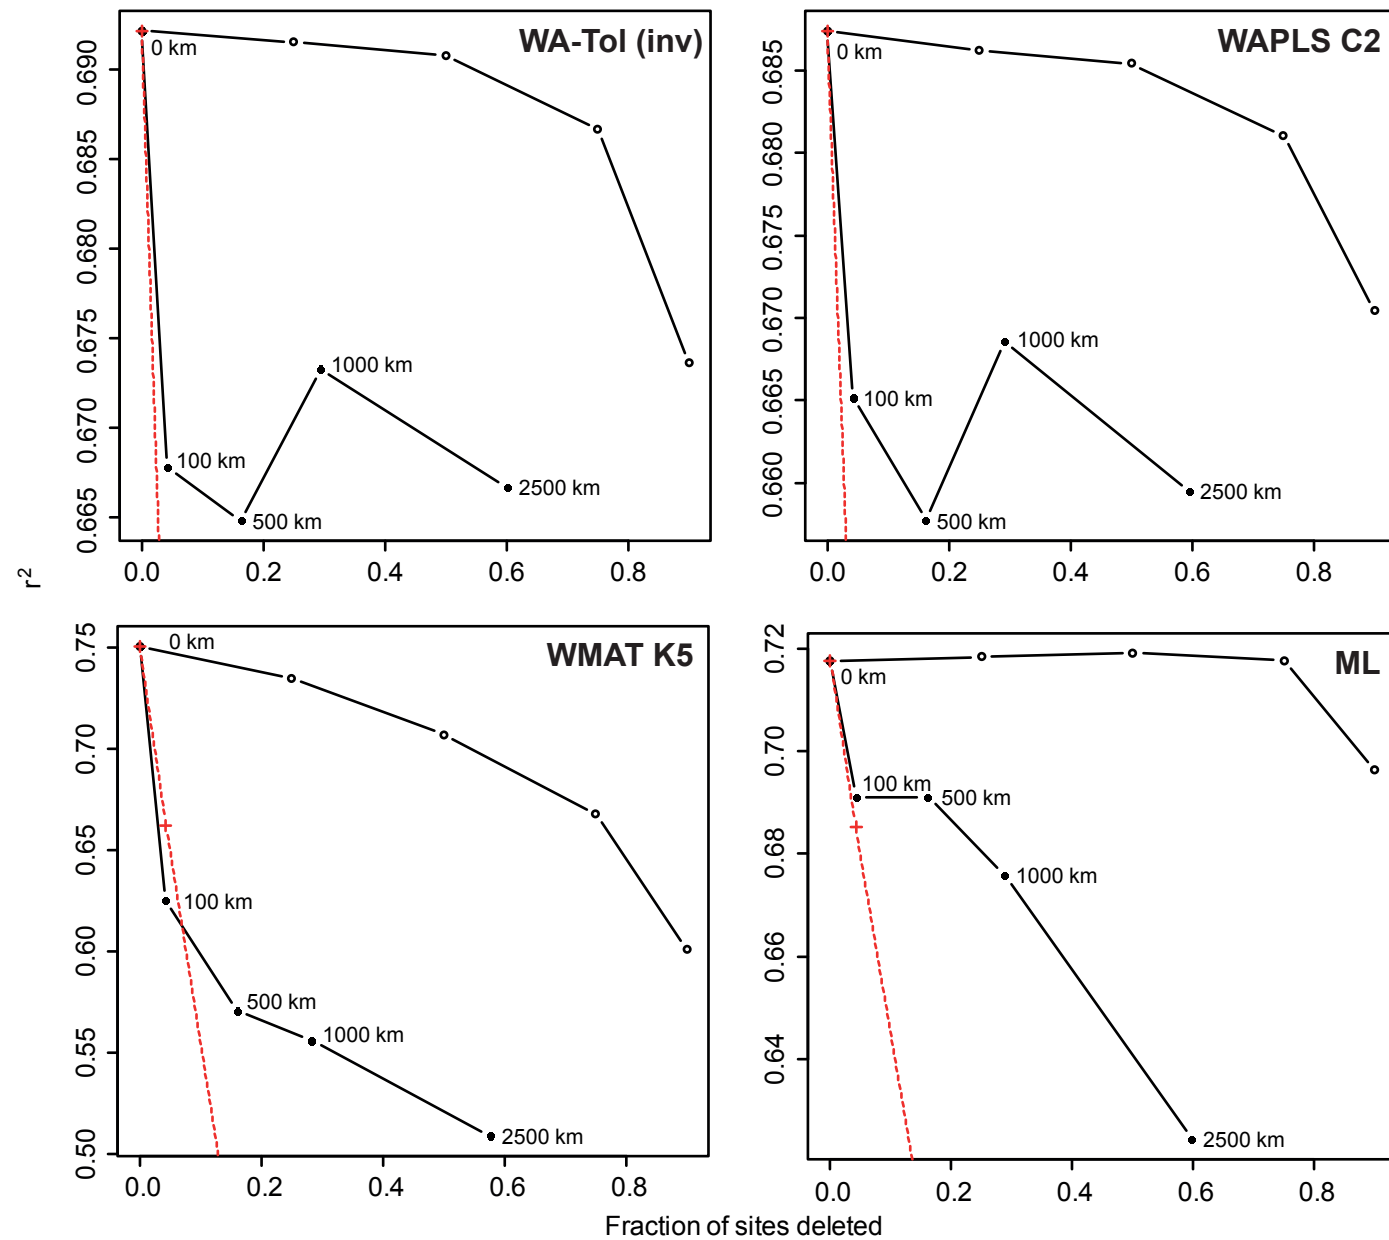 WA-Tol (inv)
0 km
100 km
500 km
1000 km
2500 km
0.690
0.685
0.680
0.675
0.670
0.665
0.0 0.2 0.4 0.6 0.8
WAPLS C2
0 km
100 km
500 km
1000 km
2500 km
0.685
0.680
0.675
0.670
0.665
0.660
0.0 0.2 0.4 0.6 0.8
r²
WMAT K5
0 km
100 km
500 km
1000 km
2500 km
0.75
0.70
0.65
0.60
0.55
0.50
0.0 0.2 0.4 0.6 0.8
ML
0 km
100 km
500 km
1000 km
2500 km
0.72
0.70
0.68
0.66
0.64
0.0 0.2 0.4 0.6 0.8
Fraction of sites deleted